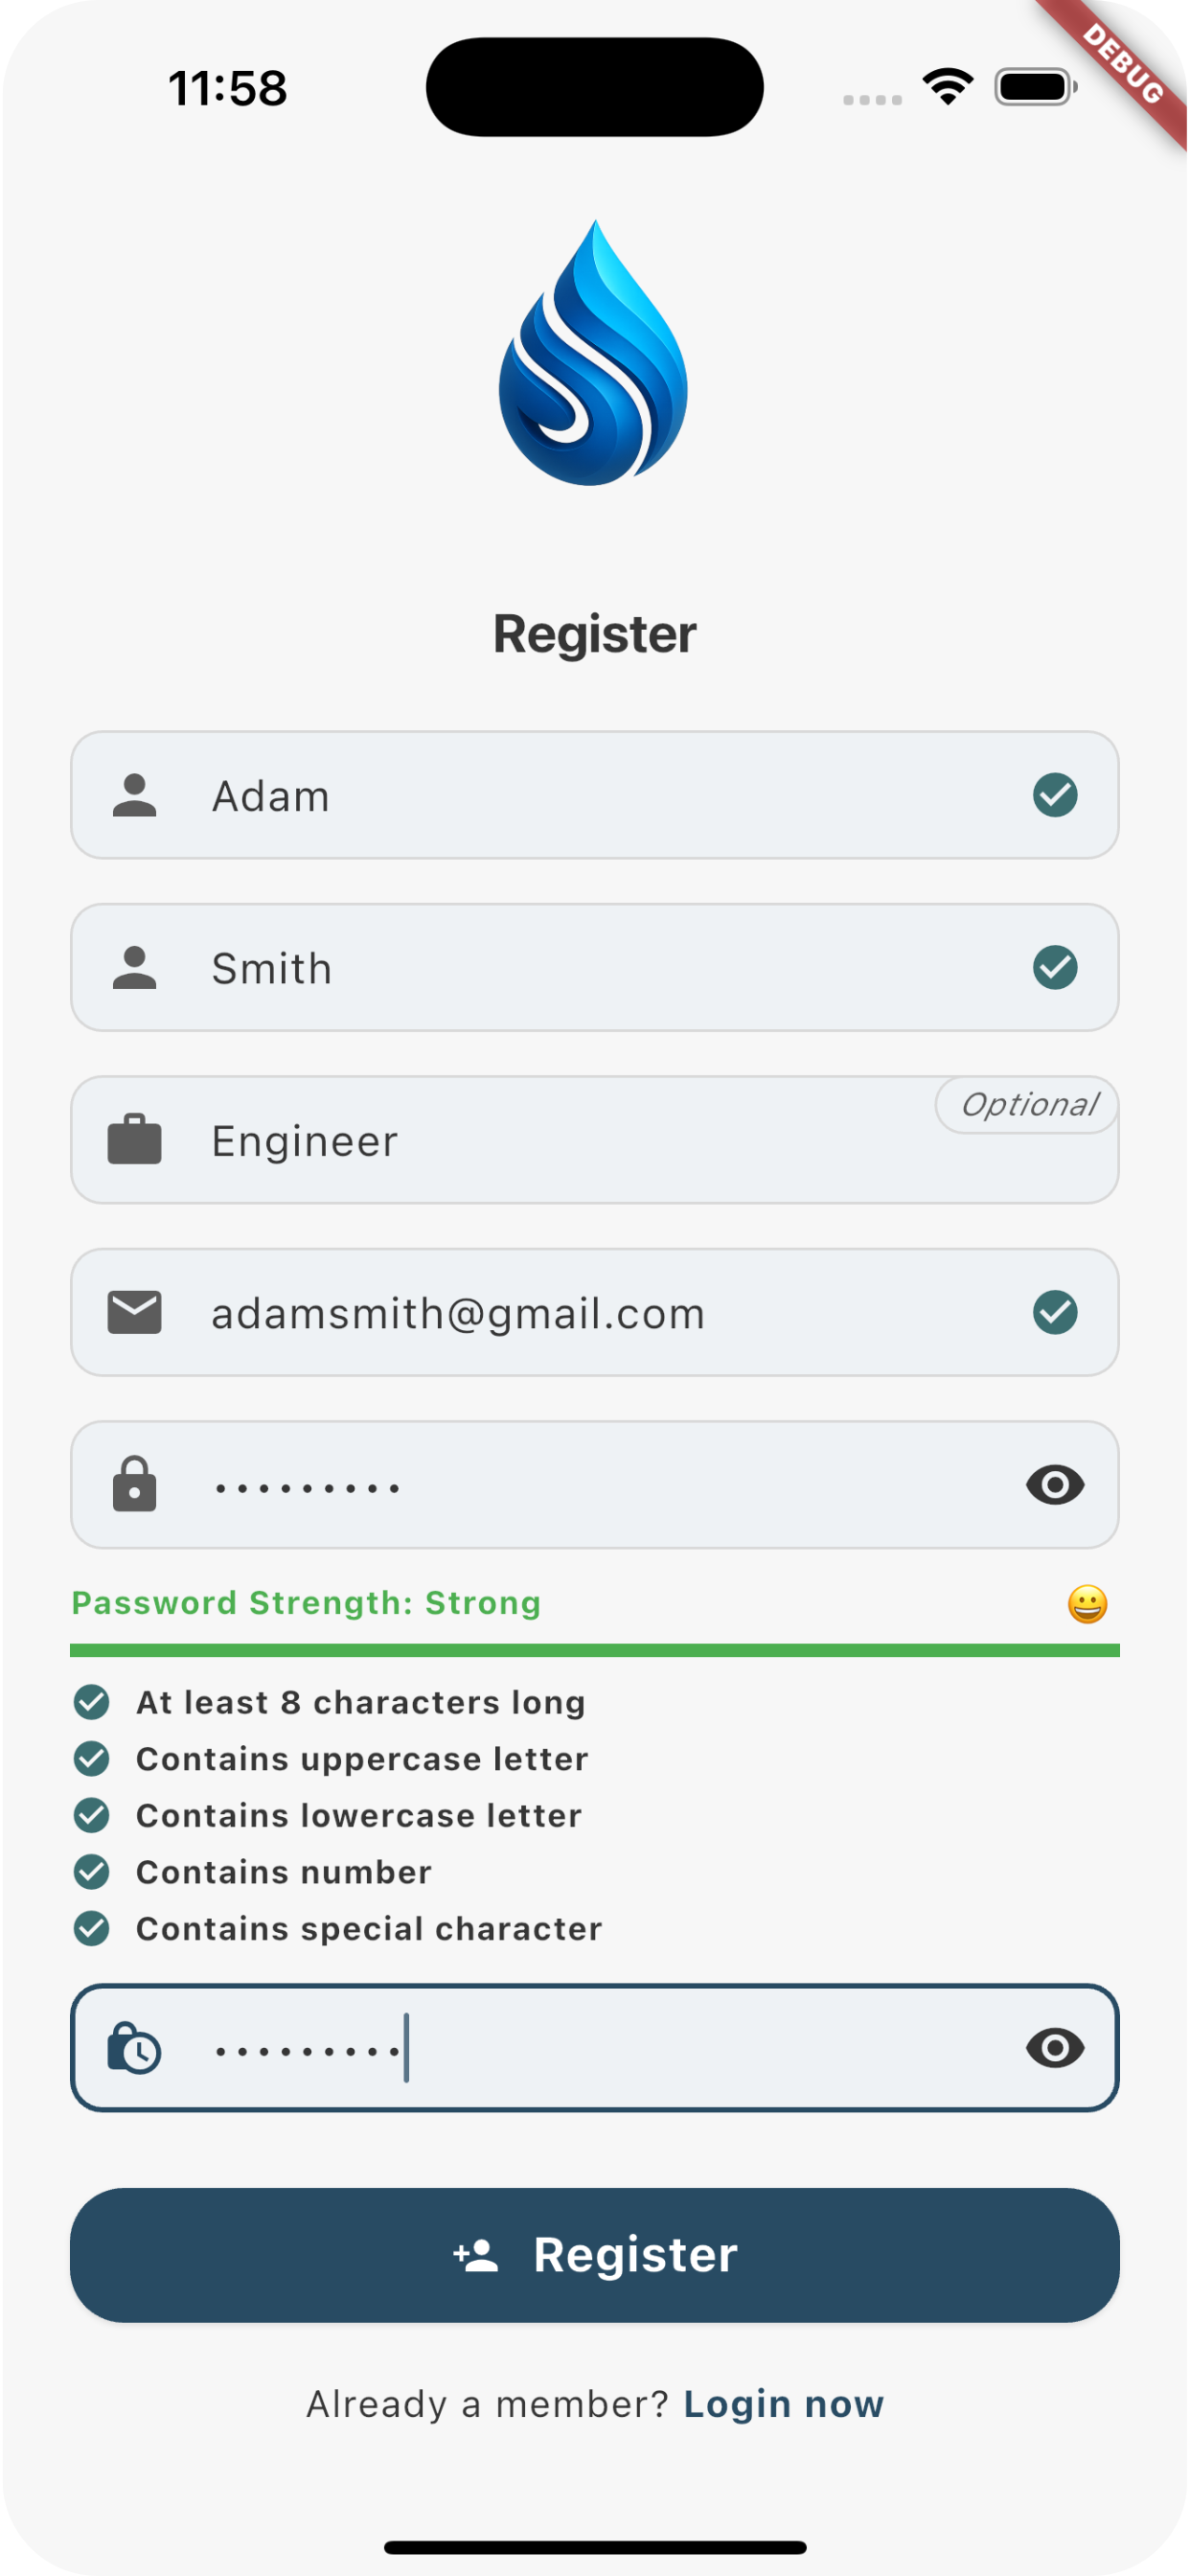 11:58
DEBUG
Register
Adam
Smith
Optional
Engineer
adamsmith@gmail.com
•••••••••
Password Strength: Strong 😀
At least 8 characters long
Contains uppercase letter
Contains lowercase letter
Contains number
Contains special character
•••••••••
Register
Already a member? Login now